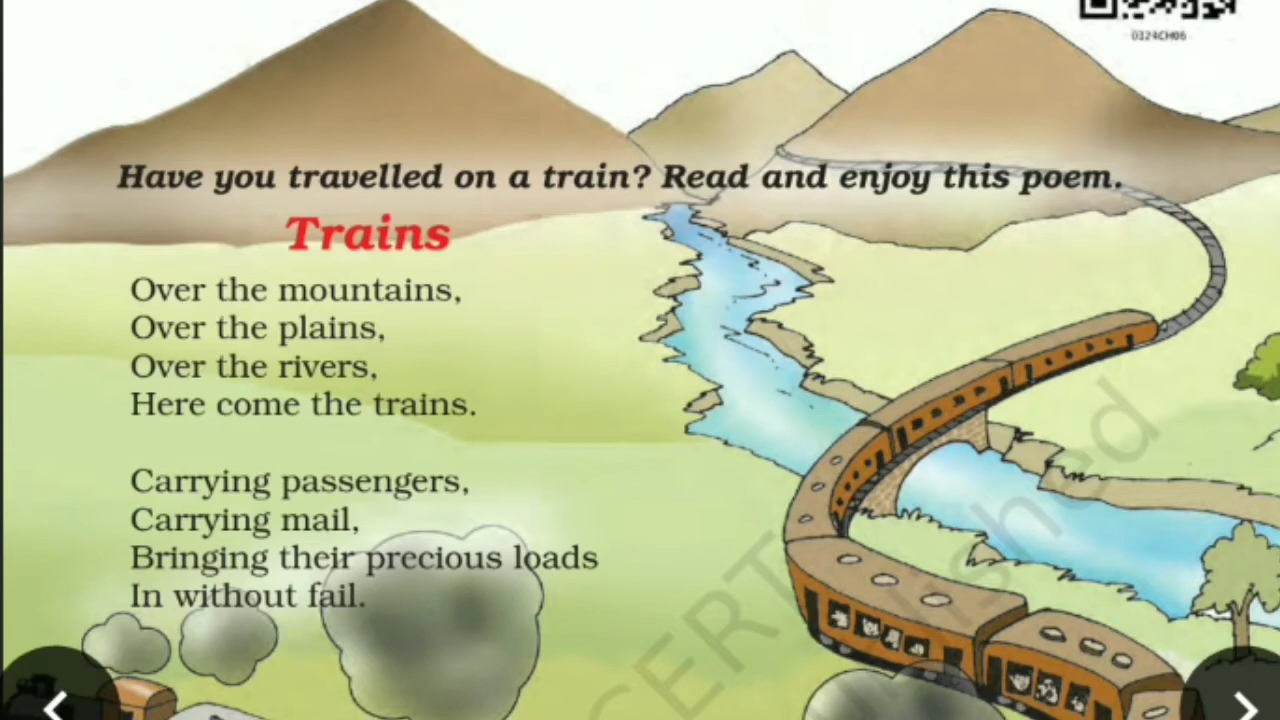 0324CH06
Have you travelled on a train? Read and enjoy this poem.
Trains
Over the mountains,
Over the plains,
Over the rivers,
Here come the trains.
Carrying passengers,
Carrying mail,
Bringing their precious loads
In without fail.